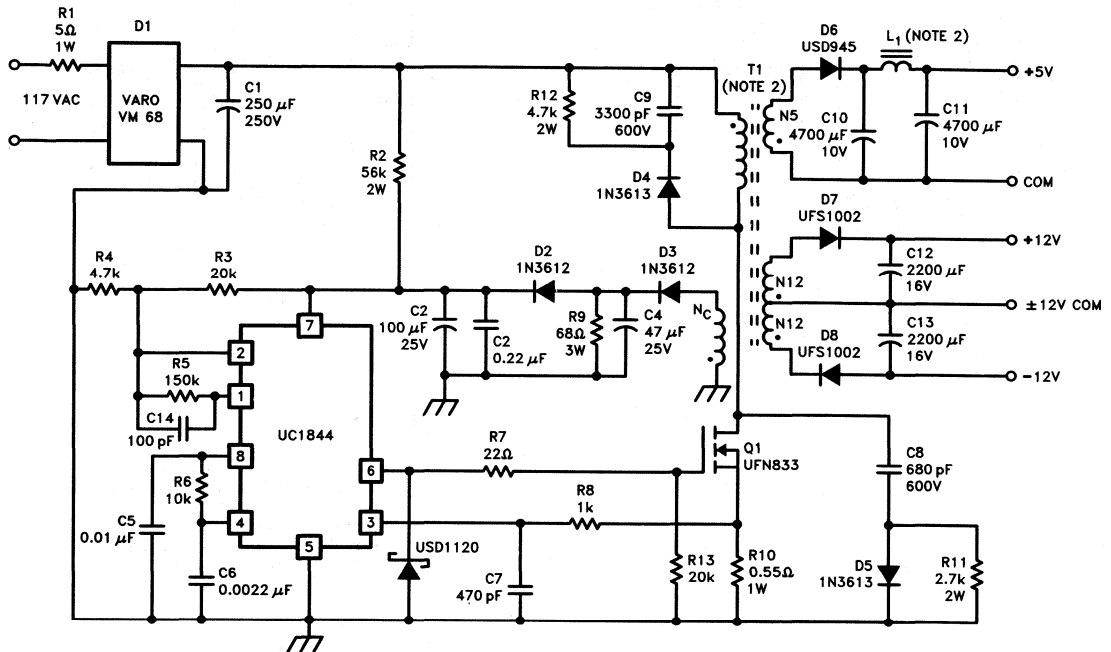 R1
5Ω
1W
D1
VARO
VM 68
117 VAC
C1
250 µF
250V
R2
56k
2W
R12
4.7k
2W
C9
3300 pF
600V
D4
1N3613
T1
(NOTE 2)
D6
USD945
L1 (NOTE 2)
+5V
N5
C10
4700 µF
10V
C11
4700 µF
10V
COM
D7
UFS1002
+12V
C12
2200 µF
16V
N12
±12V COM
N12
C13
2200 µF
16V
D8
UFS1002
-12V
R4
4.7k
R3
20k
D2
1N3612
D3
1N3612
C2
100 µF
25V
C2
0.22 µF
R9
68Ω
3W
C4
47 µF
25V
NC
7
2
R5
150k
1
C14
100 pF
UC1844
8
R6
10k
6
R7
22Ω
Q1
UFN833
C8
680 pF
600V
4
3
R8
1k
C5
0.01 µF
5
USD1120
C6
0.0022 µF
C7
470 pF
R13
20k
R10
0.55Ω
1W
D5
1N3613
R11
2.7k
2W